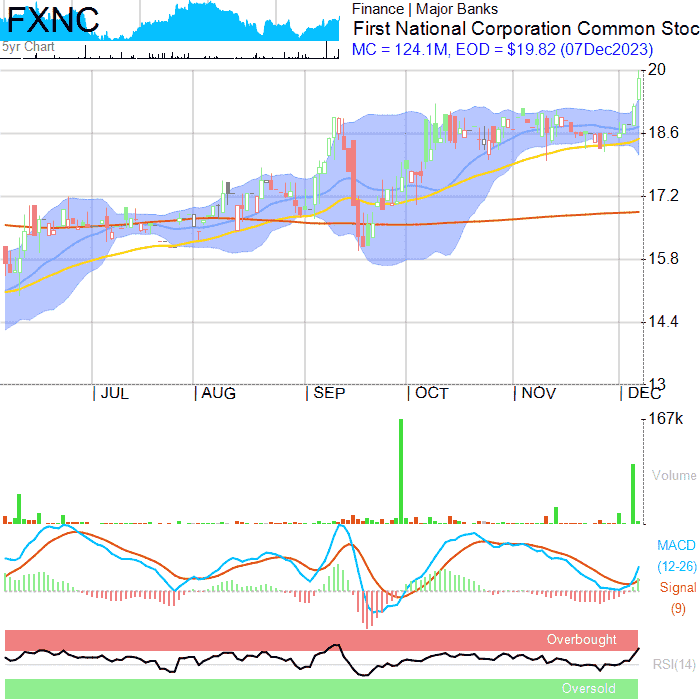 FXNC
5yr Chart
Finance | Major Banks
First National Corporation Common Stoc
MC = 124.1M, EOD = $19.82 (07Dec2023)
20
18.6
17.2
15.8
14.4
13
JUL
AUG
SEP
OCT
NOV
DEC
167k
Volume
MACD
(12-26)
Signal
(9)
Overbought
RSI(14)
Oversold